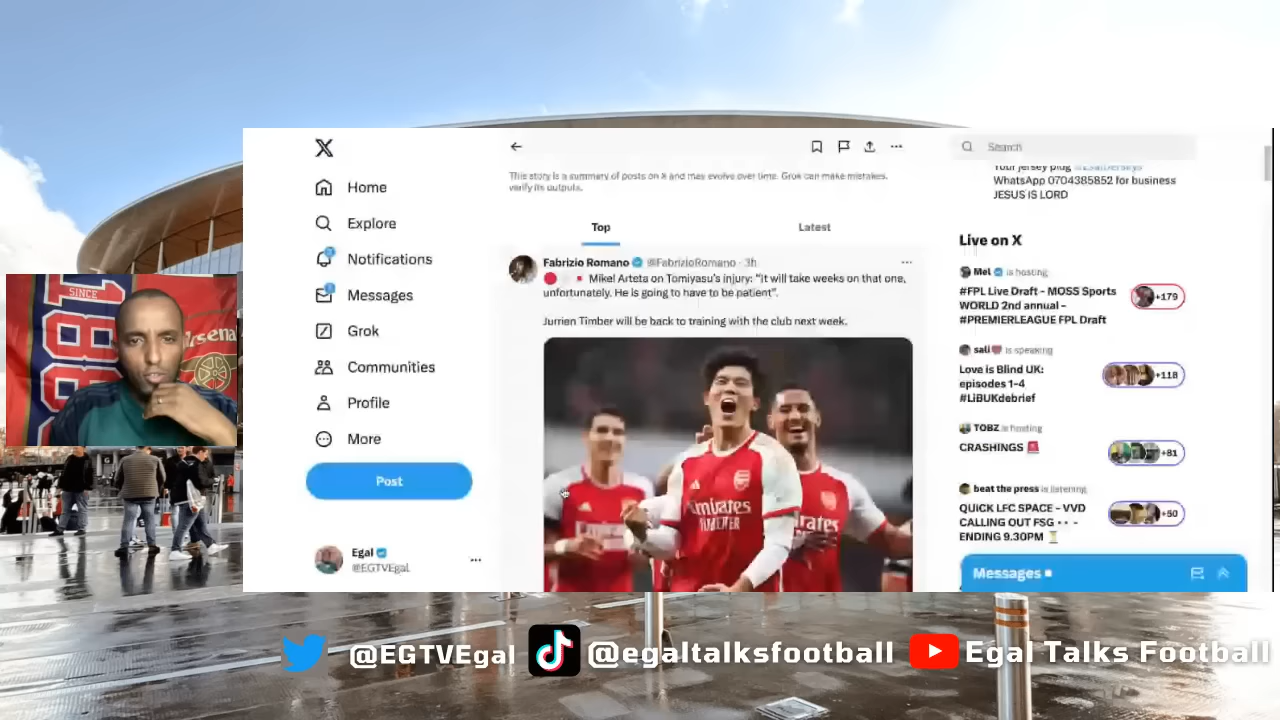 Home
Explore
Notifications
Messages
Grok
Communities
Profile
More
Post
Egal
@EGTVEgal
This story is a summary of posts on X and may evolve over time. Grok can make mistakes,
verify its outputs.
Top
Latest
Fabrizio Romano @FabrizioRomano · 3h
Mikel Arteta on Tomiyasu's injury: "It will take weeks on that one,
unfortunately. He is going to have to be patient".
Jurrien Timber will be back to training with the club next week.
Emirates
Search
WhatsApp 0704385852 for business
JESUS IS LORD
Live on X
Mel is hosting
#FPL Live Draft - MOSS Sports
WORLD 2nd annual -
#PREMIERLEAGUE FPL Draft
+179
sali is speaking
Love is Blind UK:
episodes 1-4
#LiBUKdebrief
+118
TOBZ is hosting
CRASHINGS
+81
beat the press is listening
QUICK LFC SPACE - VVD
CALLING OUT FSG
ENDING 9.30PM
+50
Messages
SINCE
Arsenal
@EGTVEgal
@egaltalksfootball
Egal Talks Football